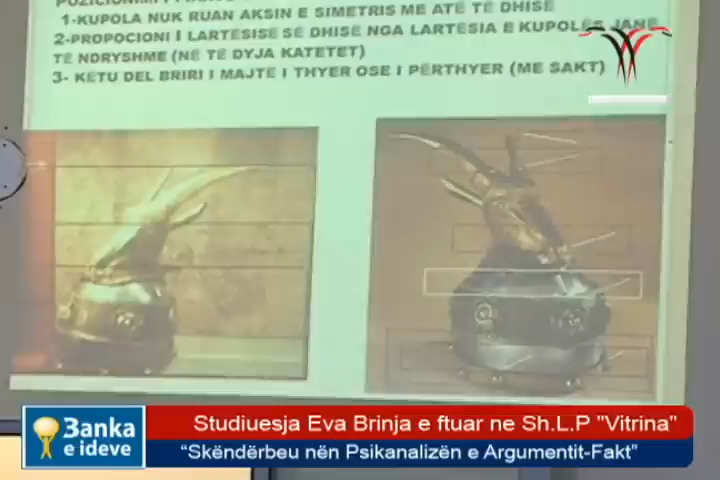 1-KUPOLA NUK RUAN AKSIN E SIMETRIS ME ATË TË DHISË
2-PROPOCIONI I LARTËSISË SË DHISË NGA LARTËSIA E KUPOLËS JANË
TË NDRYSHME (NË TË DYJA KATETET)
3- KËTU DEL BRIRI I MAJTË I THYER OSE I PËRTHYER (ME SAKT)
3anka
e ideve
Studiuesja Eva Brinja e ftuar ne Sh.L.P "Vitrina"
“Skëndërbeu nën Psikanalizën e Argumentit-Fakt”